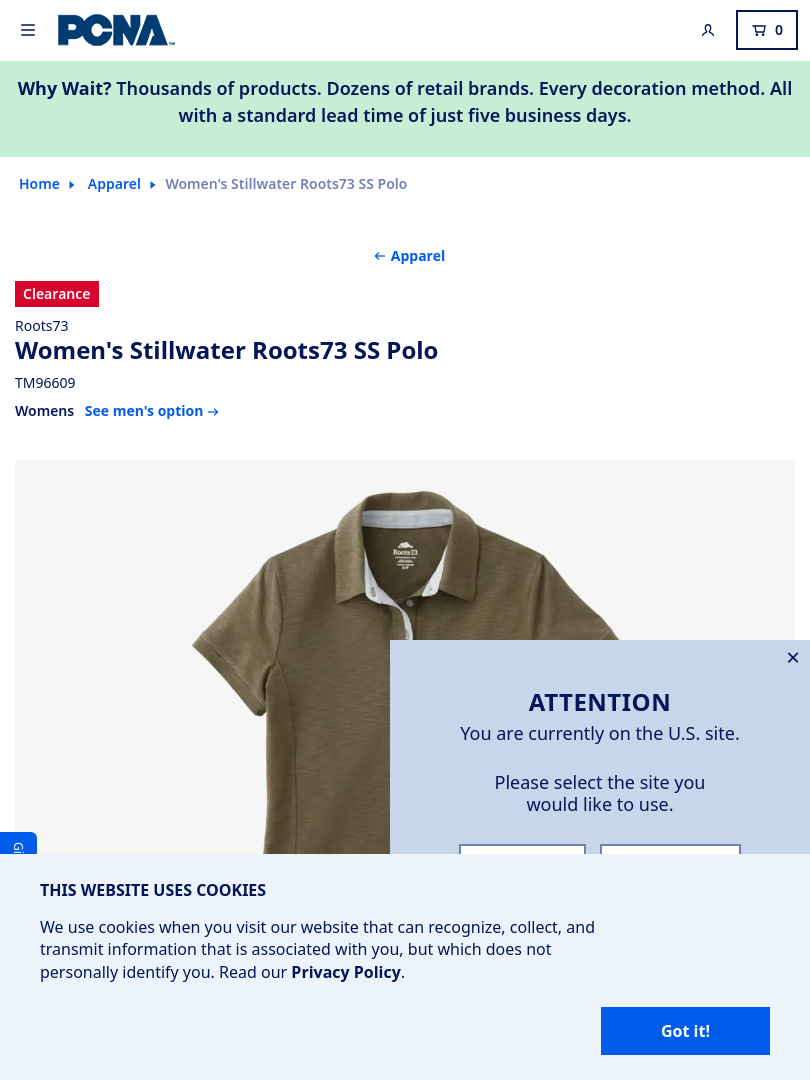 PCNA
0
Why Wait? Thousands of products. Dozens of retail brands. Every decoration method. All
with a standard lead time of just five business days.
Home
Apparel
Women's Stillwater Roots73 SS Polo
← Apparel
Clearance
Roots73
Women's Stillwater Roots73 SS Polo
TM96609
Womens See men's option →
Roots73
ATTENTION
You are currently on the U.S. site.
Please select the site you
would like to use.
THIS WEBSITE USES COOKIES
We use cookies when you visit our website that can recognize, collect, and
transmit information that is associated with you, but which does not
personally identify you. Read our Privacy Policy.
Got it!